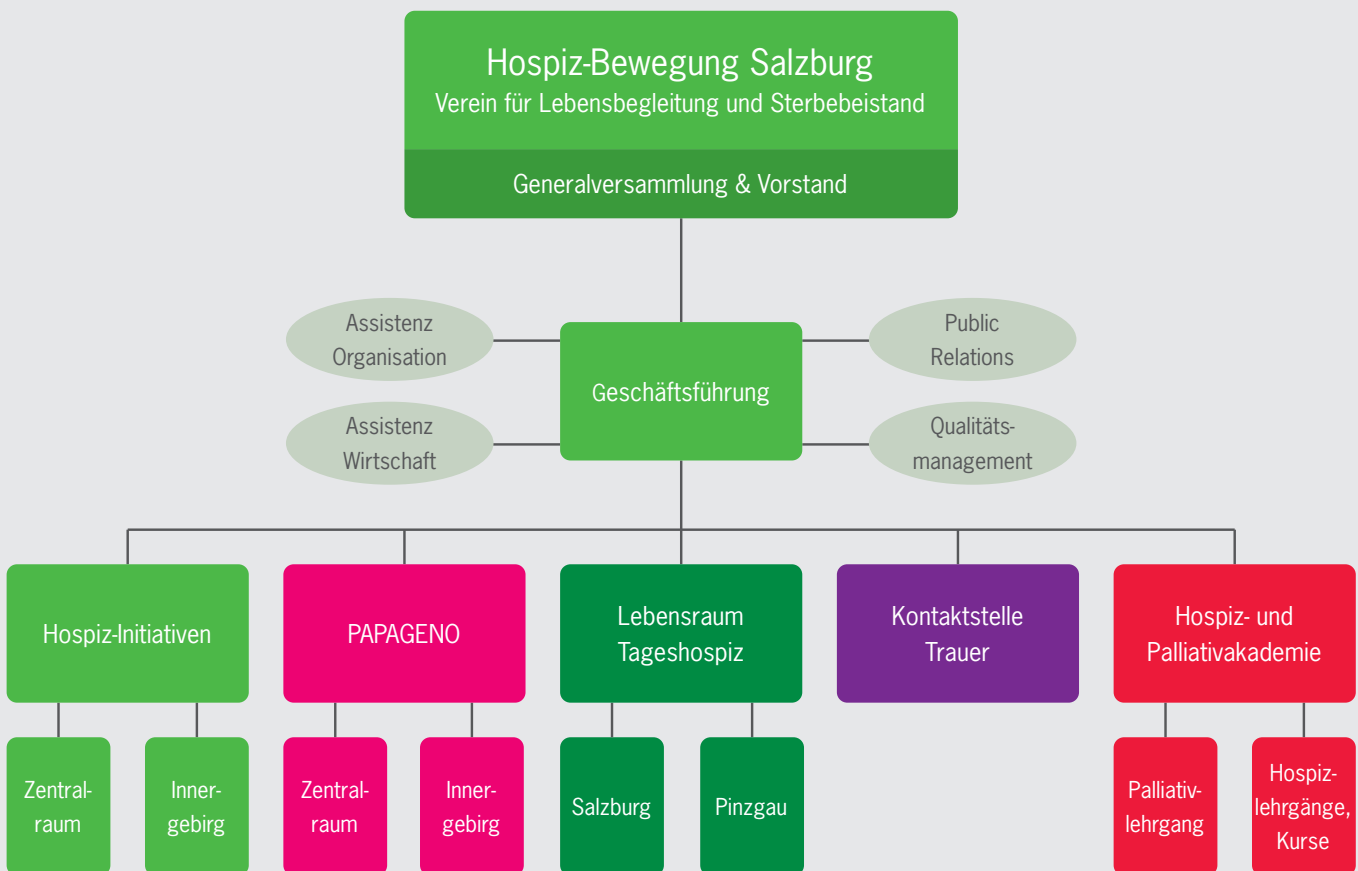 Hospiz-Bewegung Salzburg
Verein für Lebensbegleitung und Sterbebeistand
Generalversammlung & Vorstand
Assistenz
Organisation
Public
Relations
Geschäftsführung
Assistenz
Wirtschaft
Qualitäts-
management
Hospiz-Initiativen
PAPAGENO
Lebensraum
Tageshospiz
Kontaktstelle
Trauer
Hospiz- und
Palliativakademie
Zentral-
raum
Inner-
gebirg
Zentral-
raum
Inner-
gebirg
Salzburg
Pinzgau
Palliativ-
lehrgang
Hospiz-
lehrgänge,
Kurse